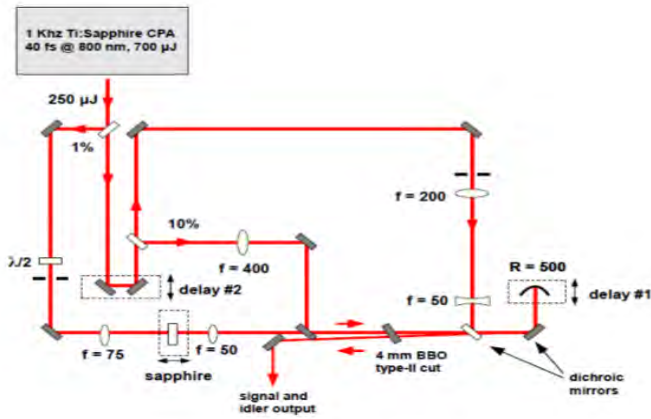 1 Khz Ti:Sapphire CPA
40 fs @ 800 nm, 700 µJ
250 µJ
1%
f = 200
10%
λ/2
f = 400
R = 500
delay #2
f = 50
delay #1
f = 75
f = 50
4 mm BBO
type-II cut
sapphire
dichroic
mirrors
signal and
idler output